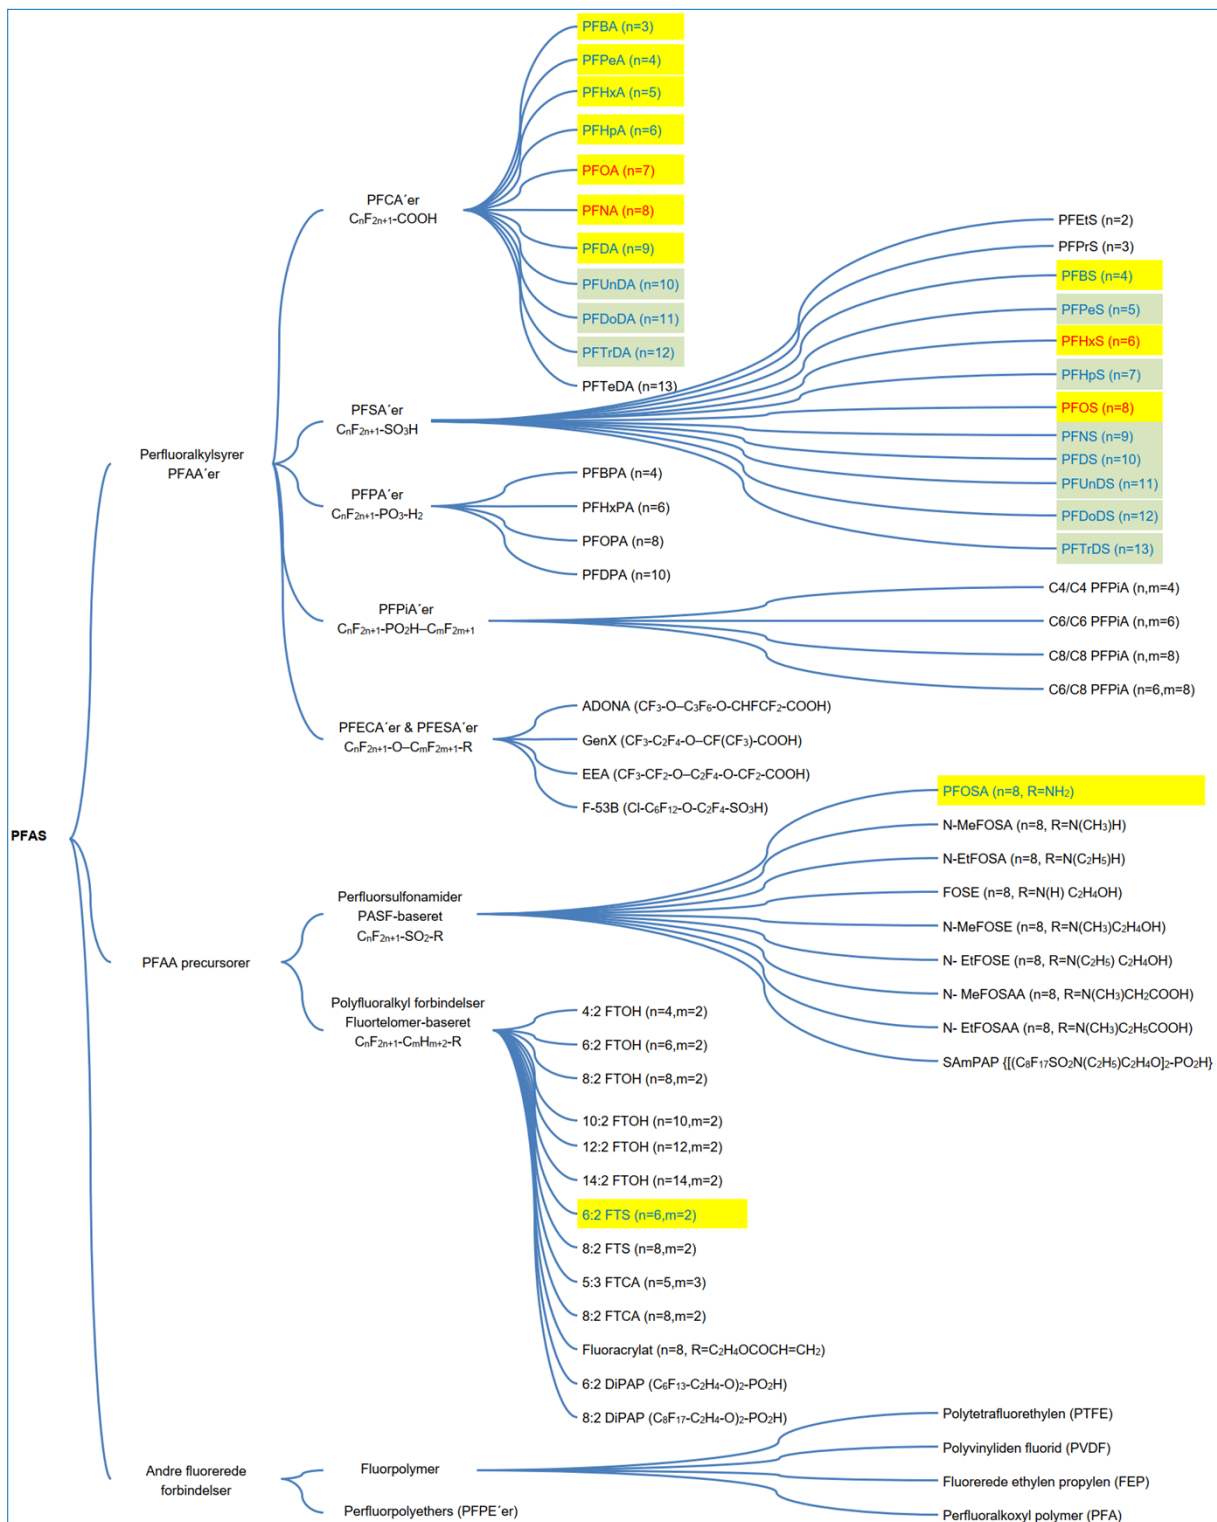 PFAS
Perfluoralkylsyrer
PFAA´er
PFCA´er
CₙF₂ₙ₊₁-COOH
PFBA (n=3)
PFPeA (n=4)
PFHxA (n=5)
PFHpA (n=6)
PFOA (n=7)
PFNA (n=8)
PFDA (n=9)
PFUnDA (n=10)
PFDoDA (n=11)
PFTrDA (n=12)
PFTeDA (n=13)
PFSA´er
CₙF₂ₙ₊₁-SO₃H
PFEtS (n=2)
PFPrS (n=3)
PFBS (n=4)
PFPeS (n=5)
PFHxS (n=6)
PFHpS (n=7)
PFOS (n=8)
PFNS (n=9)
PFDS (n=10)
PFUnDS (n=11)
PFDoDS (n=12)
PFTrDS (n=13)
PFPA´er
CₙF₂ₙ₊₁-PO₃-H₂
PFBPA (n=4)
PFHxPA (n=6)
PFOPA (n=8)
PFDPA (n=10)
PFPiA´er
CₙF₂ₙ₊₁-PO₂H–CₘF₂ₘ₊₁
C4/C4 PFPiA (n,m=4)
C6/C6 PFPiA (n,m=6)
C8/C8 PFPiA (n,m=8)
C6/C8 PFPiA (n=6,m=8)
PFECA´er & PFESA´er
CₙF₂ₙ₊₁-O–CₘF₂ₘ₊₁-R
ADONA (CF₃-O–C₃F₆-O-CHFCF₂-COOH)
GenX (CF₃-C₂F₄-O–CF(CF₃)-COOH)
EEA (CF₃-CF₂-O–C₂F₄-O-CF₂-COOH)
F-53B (Cl-C₆F₁₂-O-C₂F₄-SO₃H)
PFAA precursorer
Perfluorsulfonamider
PASF-baseret
CₙF₂ₙ₊₁-SO₂-R
PFOSA (n=8, R=NH₂)
N-MeFOSA (n=8, R=N(CH₃)H)
N-EtFOSA (n=8, R=N(C₂H₅)H)
FOSE (n=8, R=N(H) C₂H₄OH)
N-MeFOSE (n=8, R=N(CH₃)C₂H₄OH)
N- EtFOSE (n=8, R=N(C₂H₅) C₂H₄OH)
N- MeFOSAA (n=8, R=N(CH₃)CH₂COOH)
N- EtFOSAA (n=8, R=N(CH₃)C₂H₅COOH)
SAmPAP {[(C₈F₁₇SO₂N(C₂H₅)C₂H₄O]₂-PO₂H}
Polyfluoralkyl forbindelser
Fluortelomer-baseret
CₙF₂ₙ₊₁-CₘHₘ₊₂-R
4:2 FTOH (n=4,m=2)
6:2 FTOH (n=6,m=2)
8:2 FTOH (n=8,m=2)
10:2 FTOH (n=10,m=2)
12:2 FTOH (n=12,m=2)
14:2 FTOH (n=14,m=2)
6:2 FTS (n=6,m=2)
8:2 FTS (n=8,m=2)
5:3 FTCA (n=5,m=3)
8:2 FTCA (n=8,m=2)
Fluoracrylat (n=8, R=C₂H₄OCOCH=CH₂)
6:2 DiPAP (C₆F₁₃-C₂H₄-O)₂-PO₂H)
8:2 DiPAP (C₈F₁₇-C₂H₄-O)₂-PO₂H)
Andre fluorerede
forbindelser
Fluorpolymer
Polytetrafluorethylen (PTFE)
Polyvinyliden fluorid (PVDF)
Fluorerede ethylen propylen (FEP)
Perfluoralkoxyl polymer (PFA)
Perfluorpolyethers (PFPE´er)